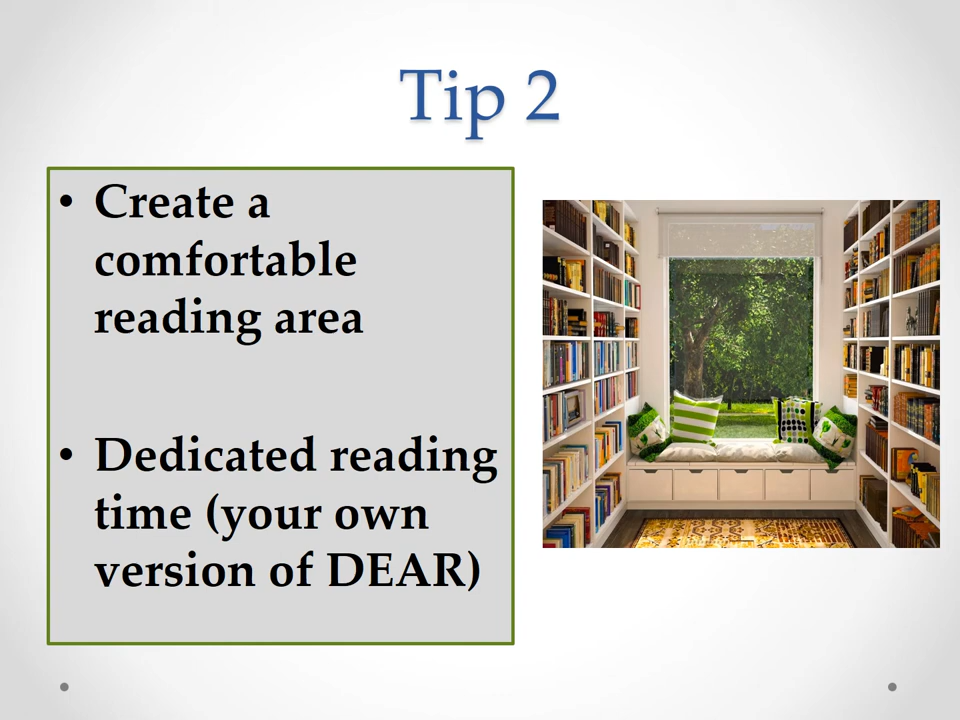 Tip 2
• Create a
comfortable
reading area
• Dedicated reading
time (your own
version of DEAR)